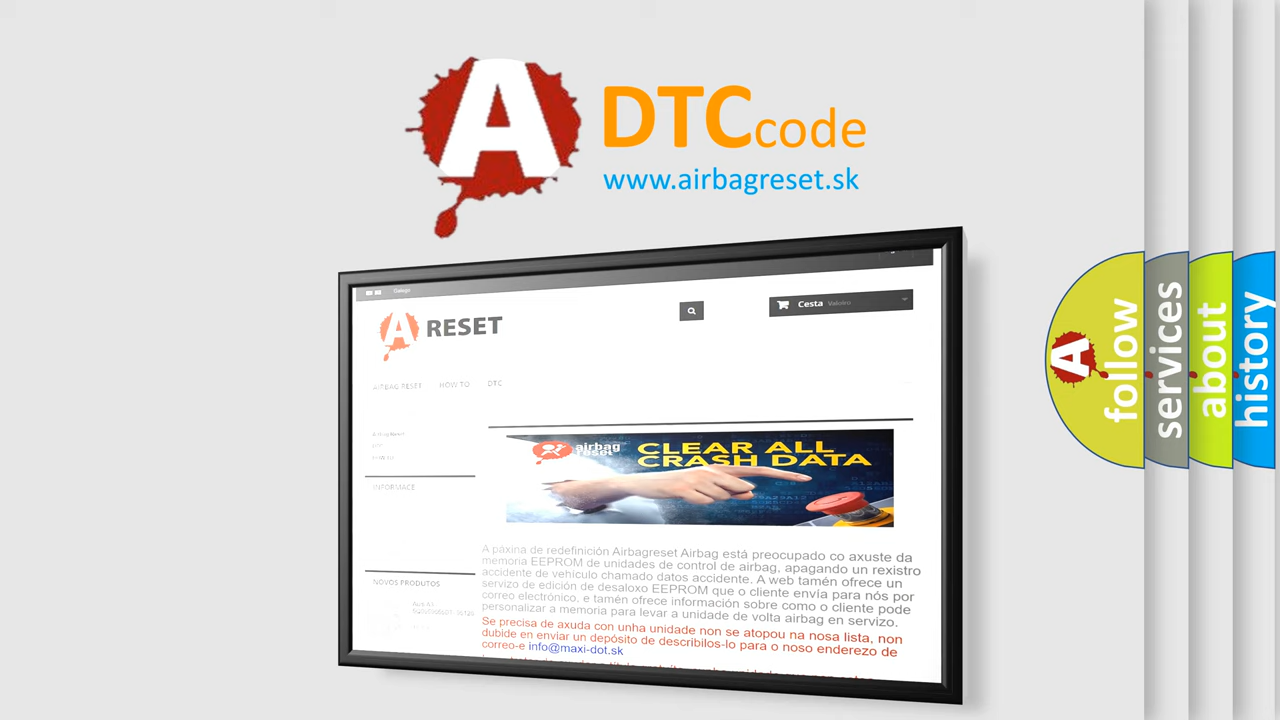 A
DTCcode
www.airbagreset.sk
Galego
A RESET
Cesta Valeiro
AIRBAG RESET HOW TO DTC
INFORMACE
NOVOS PRODUTOS
airbag
reset
CLEAR ALL
CRASH DATA
A páxina de redefinición Airbagreset Airbag está preocupado co axuste da
memoria EEPROM de unidades de control de airbag, apagando un rexistro
accidente de vehículo chamado datos accidente. A web tamén ofrece un
servizo de edición de desaloxo EEPROM que o cliente envía para nós por
correo electrónico, e tamén ofrece información sobre como o cliente pode
personalizar a memoria para levar a unidade de volta airbag en servizo.
Se precisa de axuda con unha unidade non se atopou na nosa lista, non
dubide en enviar un depósito de describilos-lo para o noso enderezo de
correo-e info@maxi-dot.sk
A
follow
services
about
history